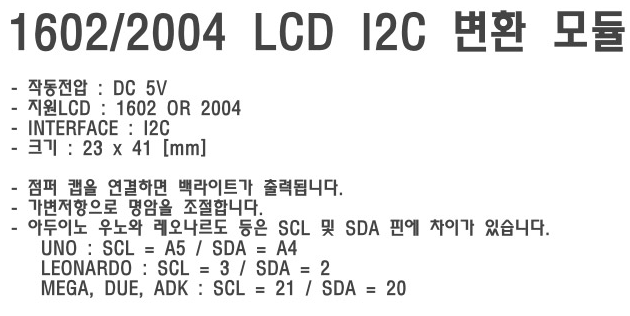 1602/2004 LCD I2C 변환 모듈
- 작동전압 : DC 5V
- 지원LCD : 1602 OR 2004
- INTERFACE : I2C
- 크기 : 23 x 41 [mm]
- 점퍼 캡을 연결하면 백라이트가 출력됩니다.
- 가변저항으로 명암을 조절합니다.
- 아두이노 우노와 레오나르도 등은 SCL 및 SDA 핀에 차이가 있습니다.
UNO : SCL = A5 / SDA = A4
LEONARDO : SCL = 3 / SDA = 2
MEGA, DUE, ADK : SCL = 21 / SDA = 20